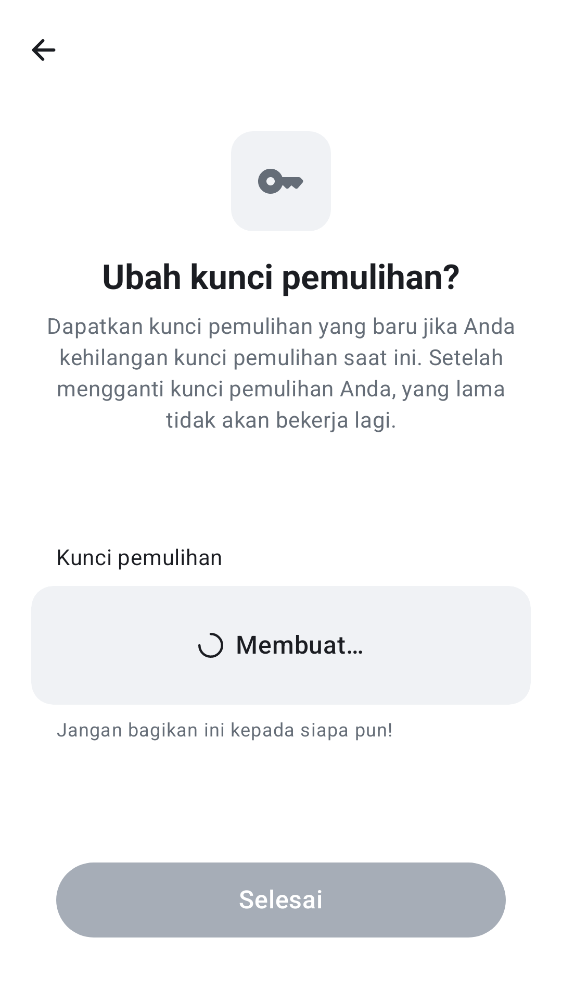 Ubah kunci pemulihan?
Dapatkan kunci pemulihan yang baru jika Anda
kehilangan kunci pemulihan saat ini. Setelah
mengganti kunci pemulihan Anda, yang lama
tidak akan bekerja lagi.
Kunci pemulihan
Membuat…
Jangan bagikan ini kepada siapa pun!
Selesai